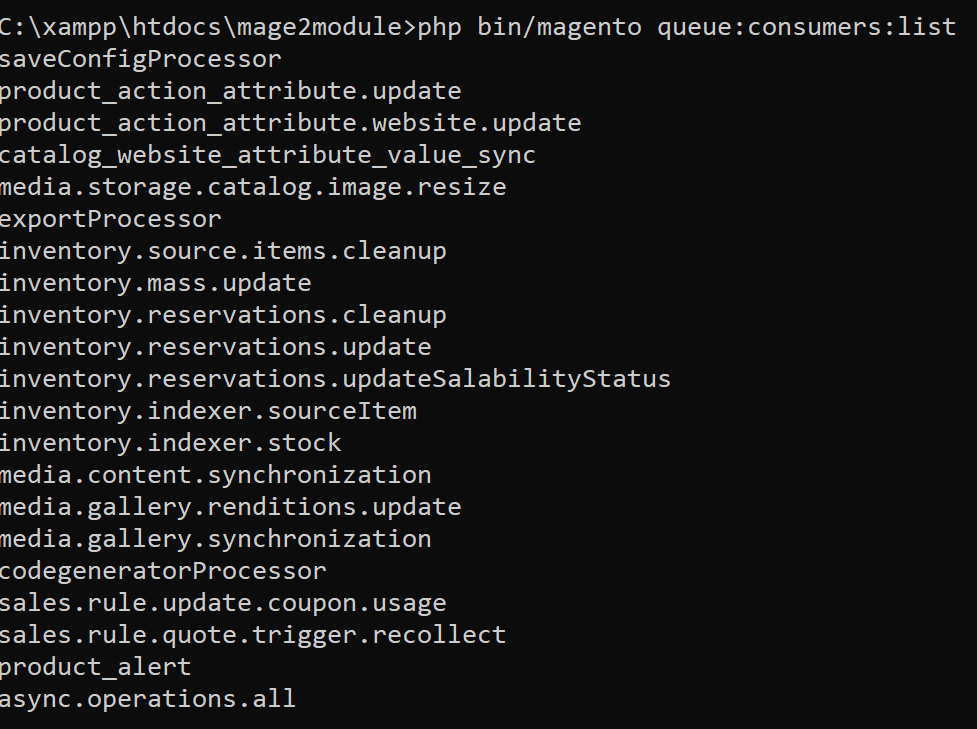 C:\xampp\htdocs\mage2module>php bin/magento queue:consumers:list
saveConfigProcessor
product_action_attribute.update
product_action_attribute.website.update
catalog_website_attribute_value_sync
media.storage.catalog.image.resize
exportProcessor
inventory.source.items.cleanup
inventory.mass.update
inventory.reservations.cleanup
inventory.reservations.update
inventory.reservations.updateSalabilityStatus
inventory.indexer.sourceItem
inventory.indexer.stock
media.content.synchronization
media.gallery.renditions.update
media.gallery.synchronization
codegeneratorProcessor
sales.rule.update.coupon.usage
sales.rule.quote.trigger.recollect
product_alert
async.operations.all